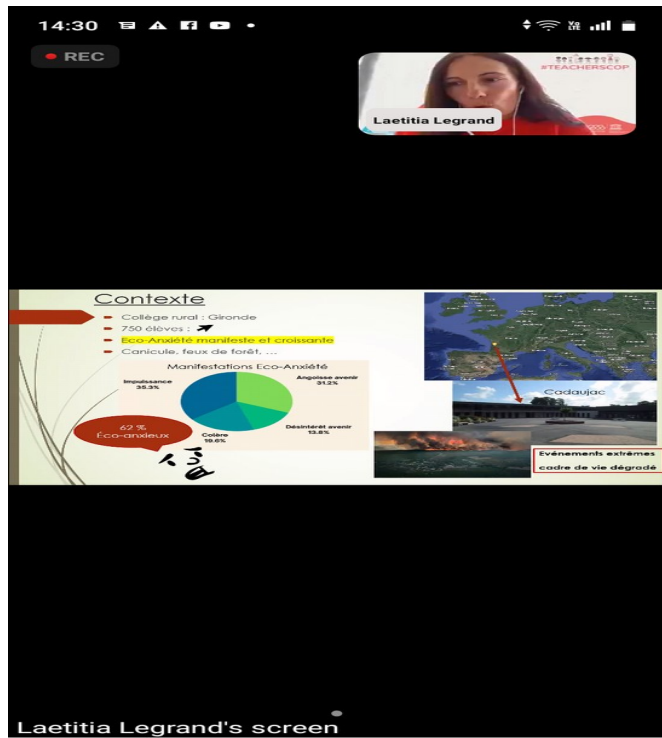 14:30
REC
#TEACHERSCOP
Laetitia Legrand
Contexte
Collège rural : Gironde
750 élèves :
Eco-Anxiété manifeste et croissante
Canicule, feux de forêt, ...
Manifestations Eco-Anxiété
Impuissance
35.3%
Angoisse avenir
31.2%
Désintérêt avenir
13.8%
Colère
19.6%
62 %
Éco-anxieux
Cadaujac
Evénements extrêmes
cadre de vie dégradé
Laetitia Legrand's screen